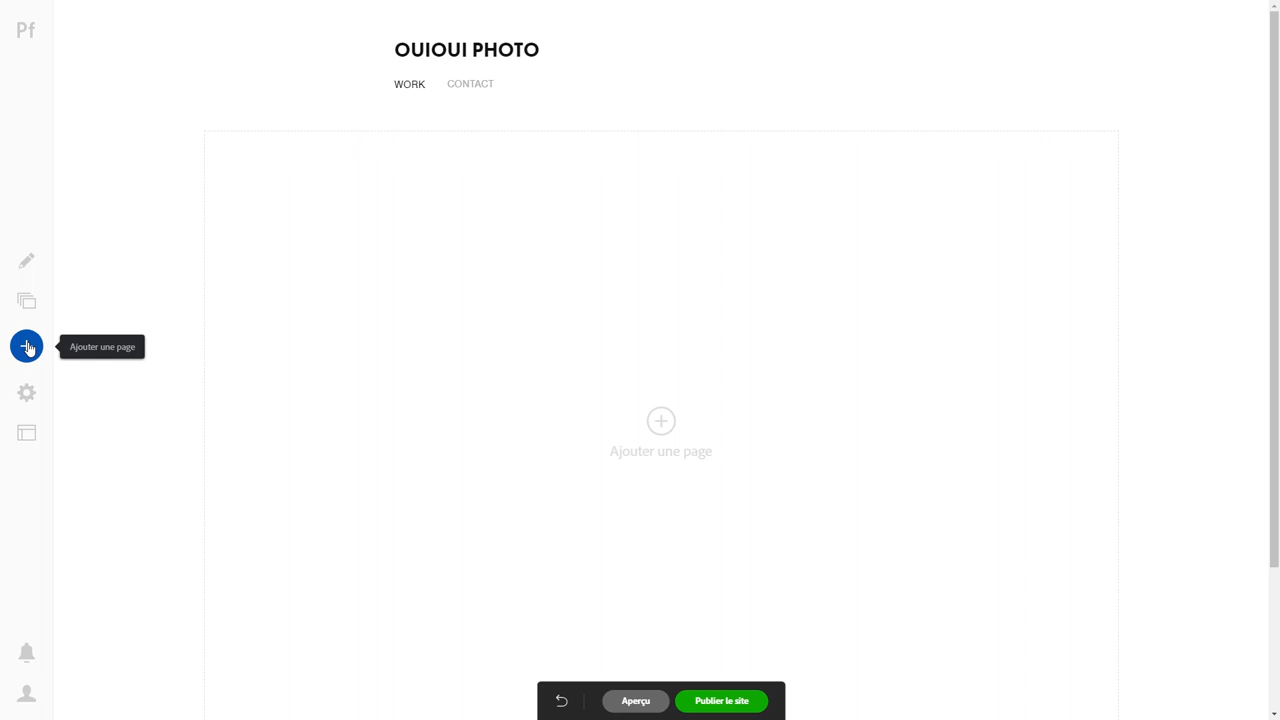 Pf
OUIOUI PHOTO
WORK CONTACT
Ajouter une page
Ajouter une page
Aperçu Publier le site